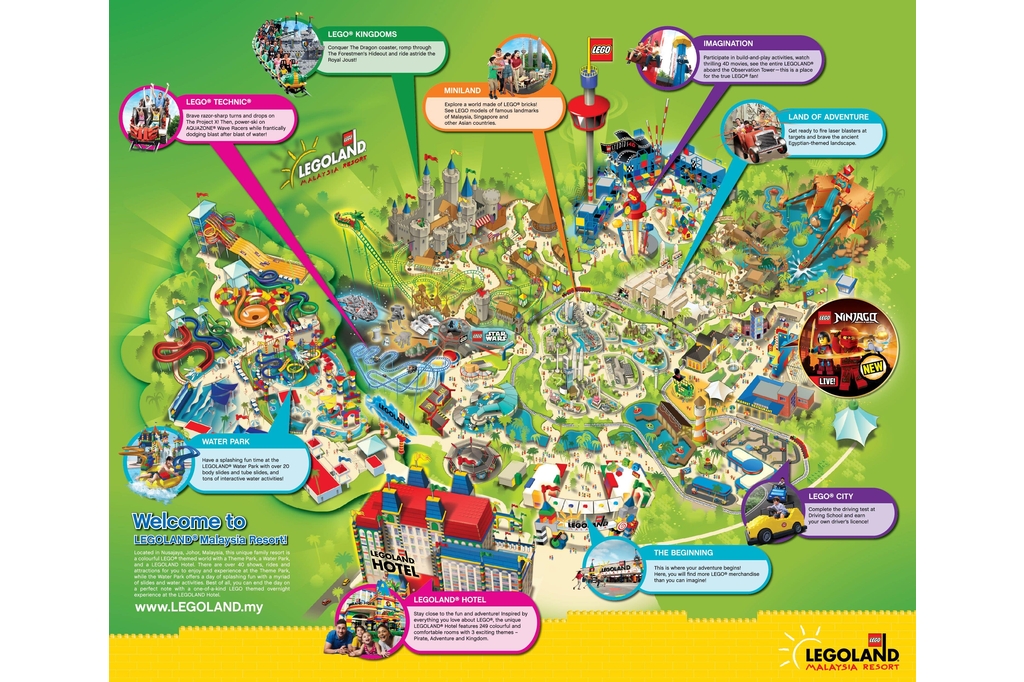 LEGO® KINGDOMS
Conquer The Dragon coaster, romp through
The Forestmen's Hideout and ride astride the
Royal Joust!
LEGO
IMAGINATION
Participate in build-and-play activities, watch
thrilling 4D movies, see the entire LEGOLAND®
aboard the Observation Tower – this is a place
for the true LEGO® fan!
MINILAND
Explore a world made of LEGO® bricks!
See LEGO models of famous landmarks
of Malaysia, Singapore and
other Asian countries.
LEGO® TECHNIC®
Brave razor-sharp turns and drops on
The Project X! Then, power-ski on
AQUAZONE® Wave Racers while frantically
dodging blast after blast of water!
LAND OF ADVENTURE
Get ready to fire laser blasters at
targets and brave the ancient
Egyptian-themed landscape.
LEGO
LEGOLAND
MALAYSIA RESORT
LEGO STAR WARS
LEGO NINJAGO
LIVE!
NEW
LEGOLAND
WATER PARK
Have a splashing fun time at the
LEGOLAND® Water Park with over 20
body slides and tube slides, and
tons of interactive water activities!
LEGO® CITY
Complete the driving test at
Driving School and earn
your own driver's licence!
Welcome to
LEGOLAND® Malaysia Resort!
Located in Nusajaya, Johor, Malaysia, this unique family resort is
a colourful LEGO® themed world with a Theme Park, a Water Park,
and a LEGOLAND Hotel. There are over 40 shows, rides and
attractions for you to enjoy and experience at the Theme Park,
while the Water Park offers a day of splashing fun with a myriad
of slides and water activities. Best of all, you can end the day on
a perfect note with a one-of-a-kind LEGO themed overnight
experience at the LEGOLAND Hotel.
www.LEGOLAND.my
LEGOLAND
HOTEL
LEGOLAND
THE BEGINNING
This is where your adventure begins!
Here, you will find more LEGO® merchandise
than you can imagine!
LEGOLAND
LEGOLAND® HOTEL
Stay close to the fun and adventure! Inspired by
everything you love about LEGO®, the unique
LEGOLAND® Hotel features 249 colourful and
comfortable rooms with 3 exciting themes –
Pirate, Adventure and Kingdom.
LEGO
LEGOLAND
MALAYSIA RESORT